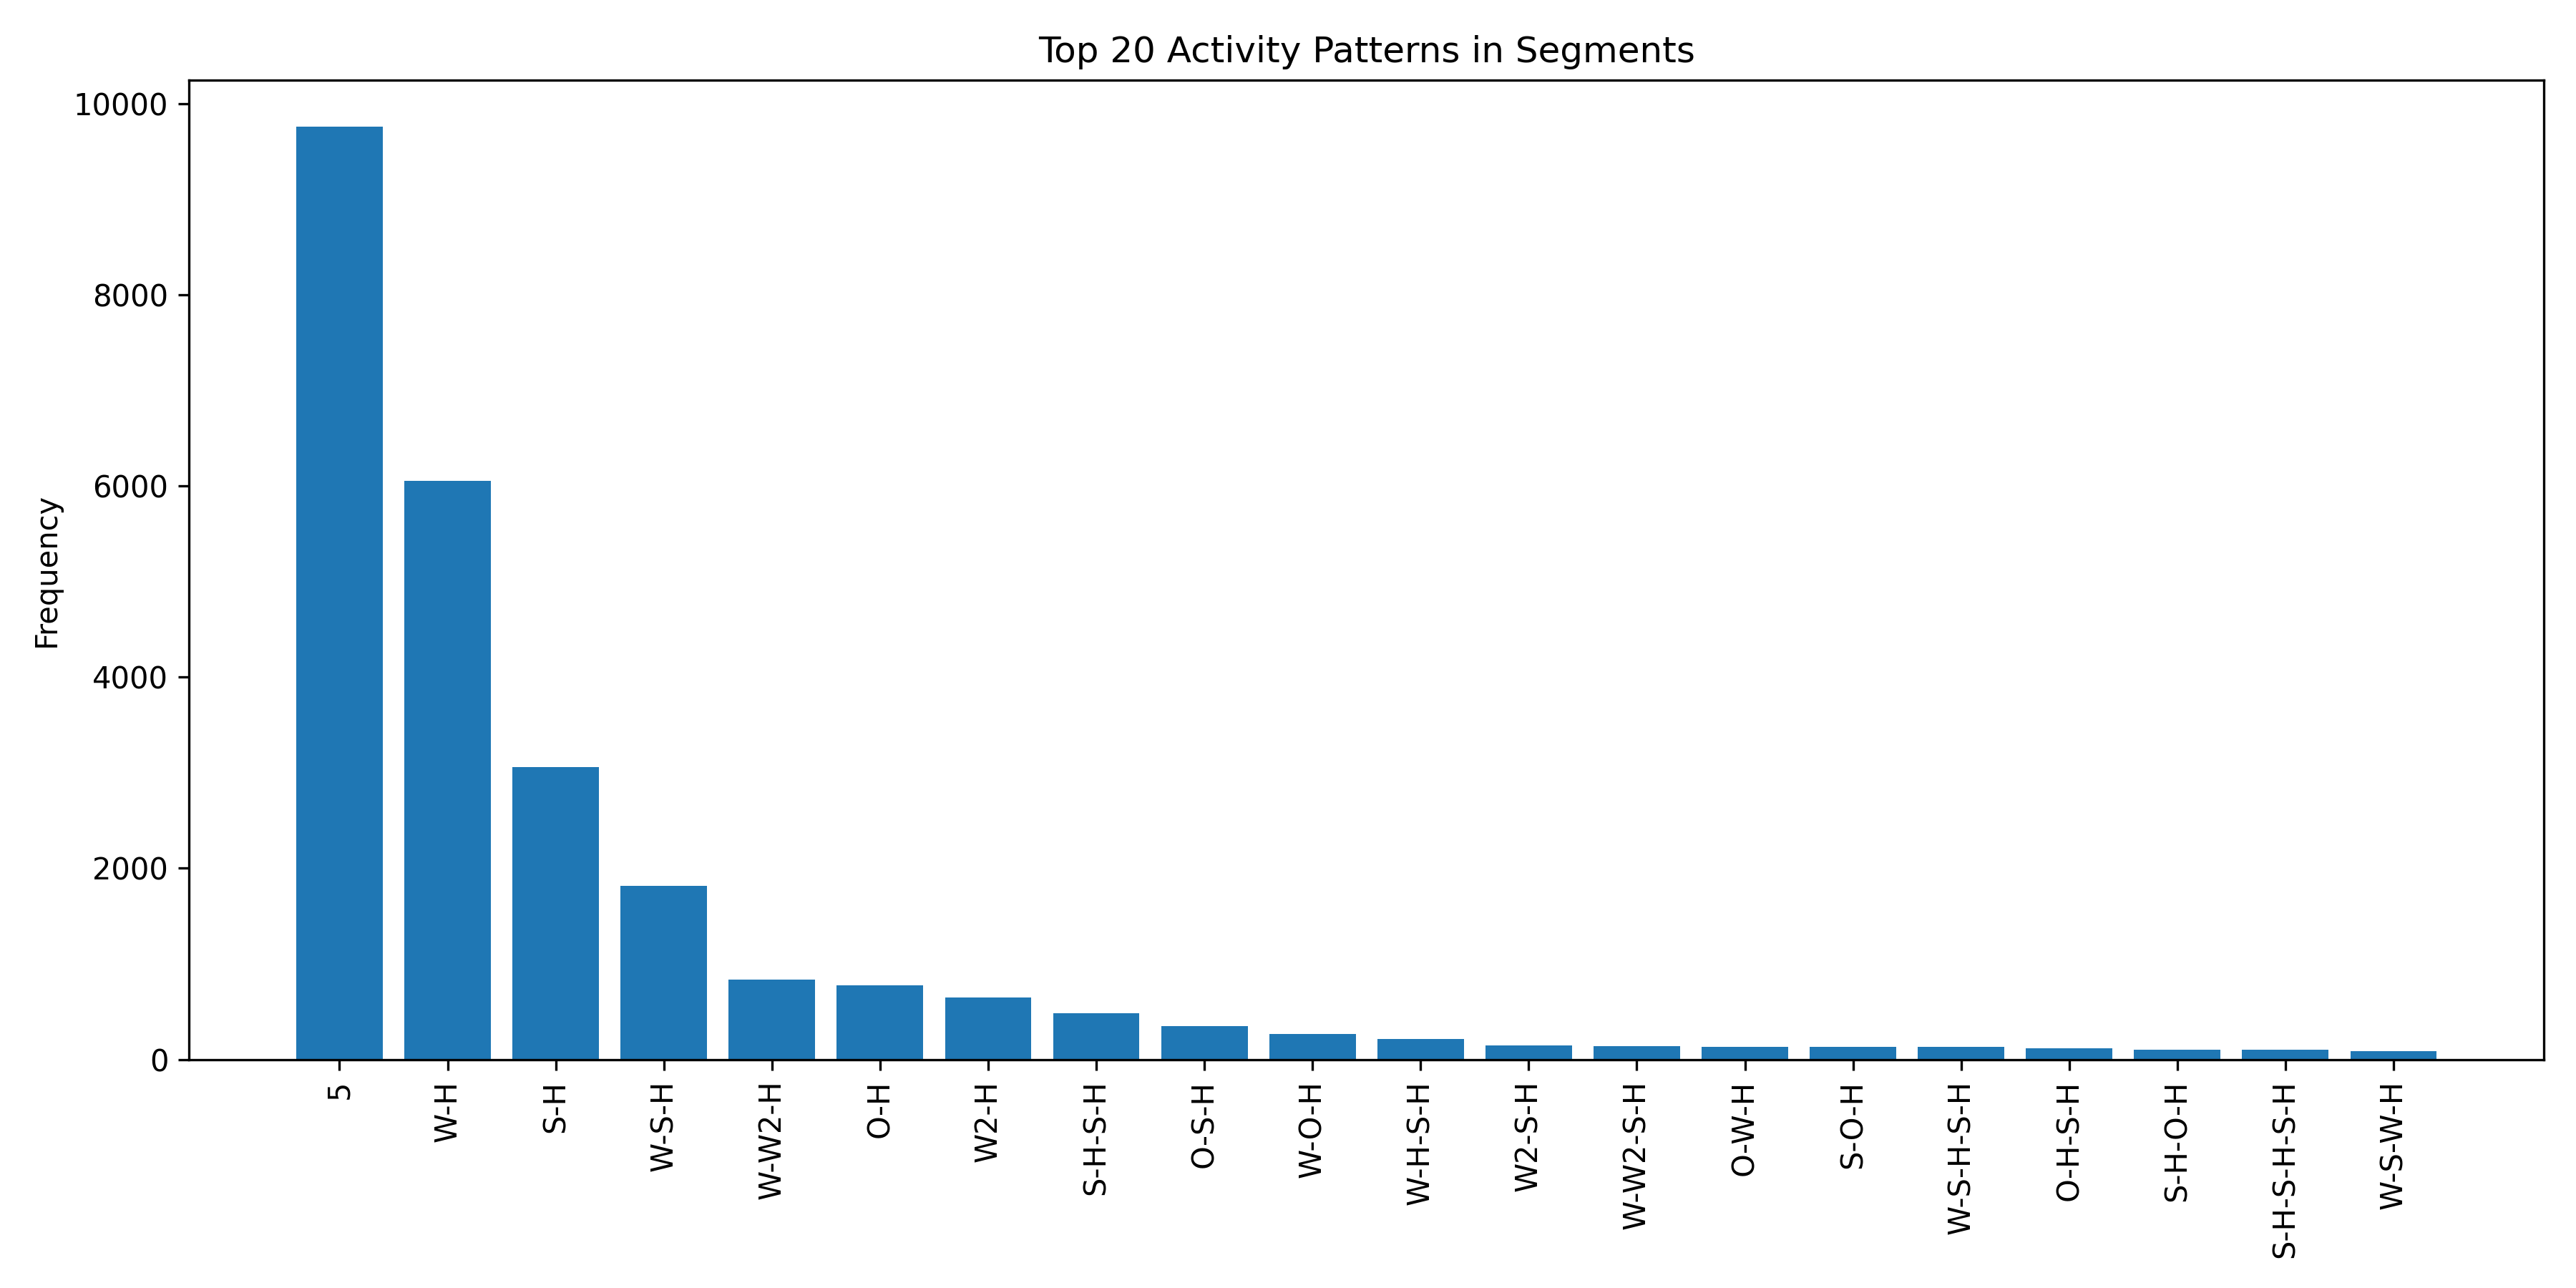 Top 20 Activity Patterns in Segments
10000
8000
6000
4000
2000
0
Frequency
5
W-H
S-H
W-S-H
W-W2-H
O-H
W2-H
S-H-S-H
O-S-H
W-O-H
W-H-S-H
W2-S-H
W-W2-S-H
O-W-H
S-O-H
W-S-H-S-H
O-H-S-H
S-H-O-H
S-H-S-H-S-H
W-S-W-H